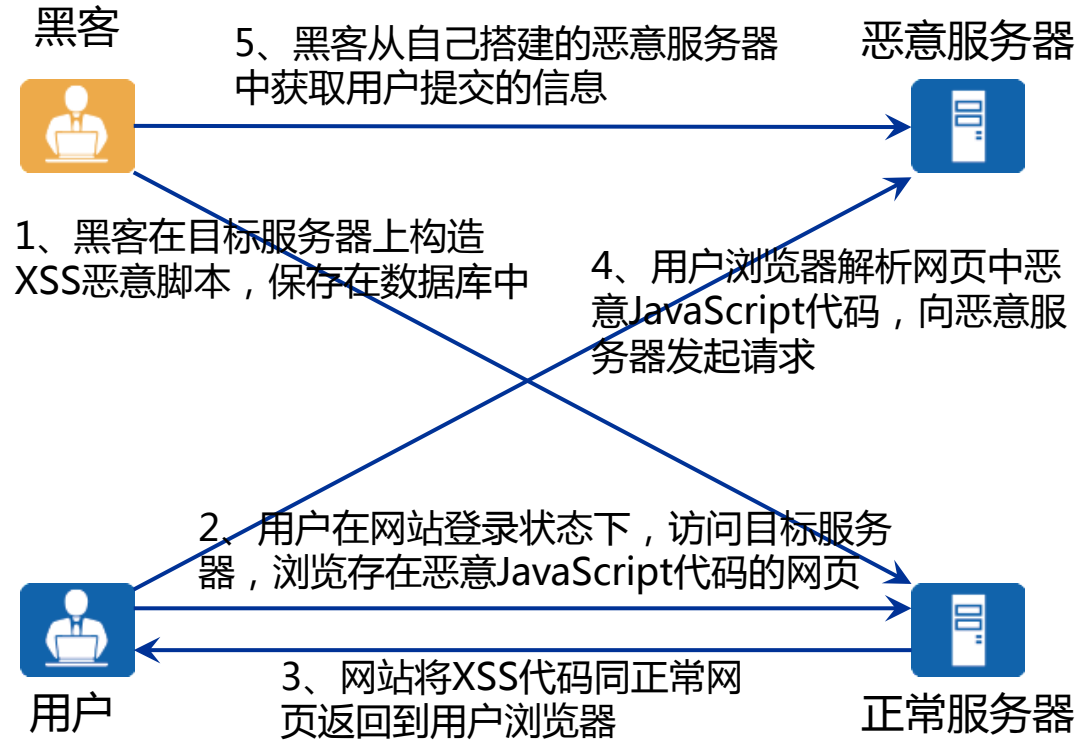 黑客
5、黑客从自己搭建的恶意服务器
中获取用户提交的信息
恶意服务器
1、黑客在目标服务器上构造
XSS恶意脚本，保存在数据库中
4、用户浏览器解析网页中恶
意JavaScript代码，向恶意服
务器发起请求
2、用户在网站登录状态下，访问目标服务
器，浏览存在恶意JavaScript代码的网页
3、网站将XSS代码同正常网
页返回到用户浏览器
用户
正常服务器